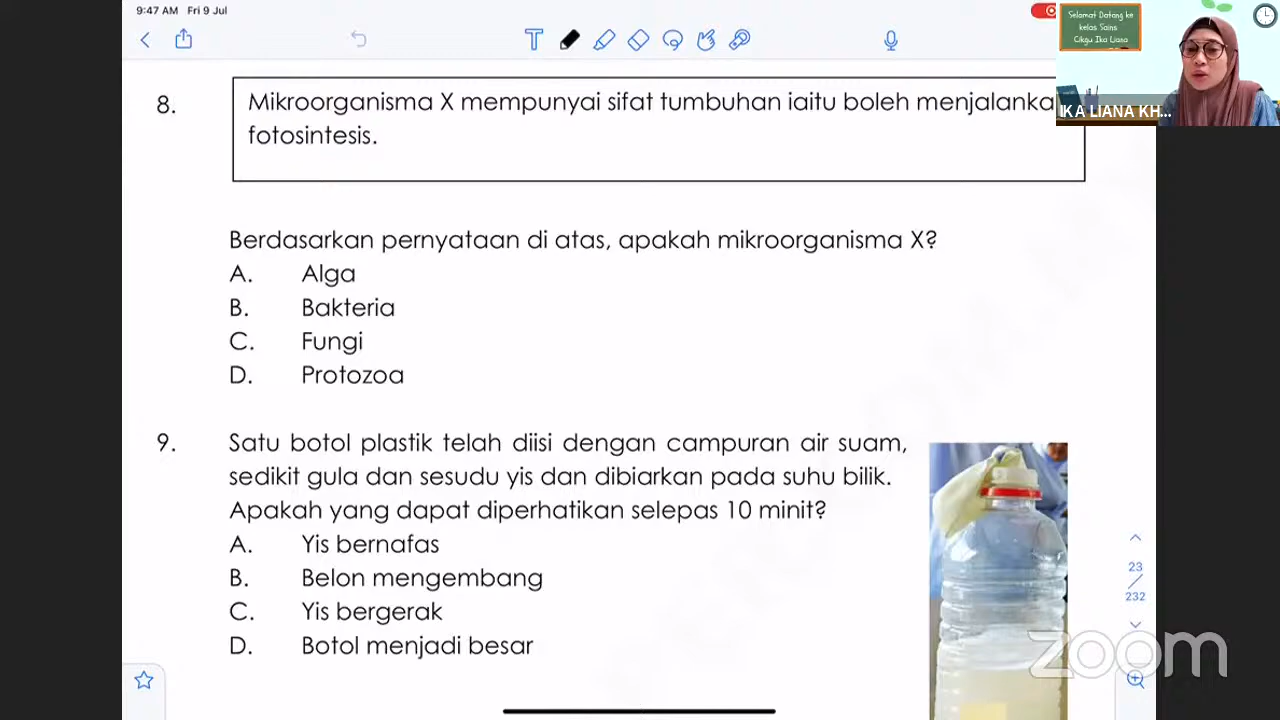 9:47 AM Fri 9 Jul
Selamat Datang ke
kelas Sains
Cikgu Ika Liana
IKA LIANA KH...
8.
Mikroorganisma X mempunyai sifat tumbuhan iaitu boleh menjalanka
fotosintesis.
Berdasarkan pernyataan di atas, apakah mikroorganisma X?
A. Alga
B. Bakteria
C. Fungi
D. Protozoa
9. Satu botol plastik telah diisi dengan campuran air suam,
sedikit gula dan sesudu yis dan dibiarkan pada suhu bilik.
Apakah yang dapat diperhatikan selepas 10 minit?
A. Yis bernafas
B. Belon mengembang
C. Yis bergerak
D. Botol menjadi besar
23
/
232
zoom